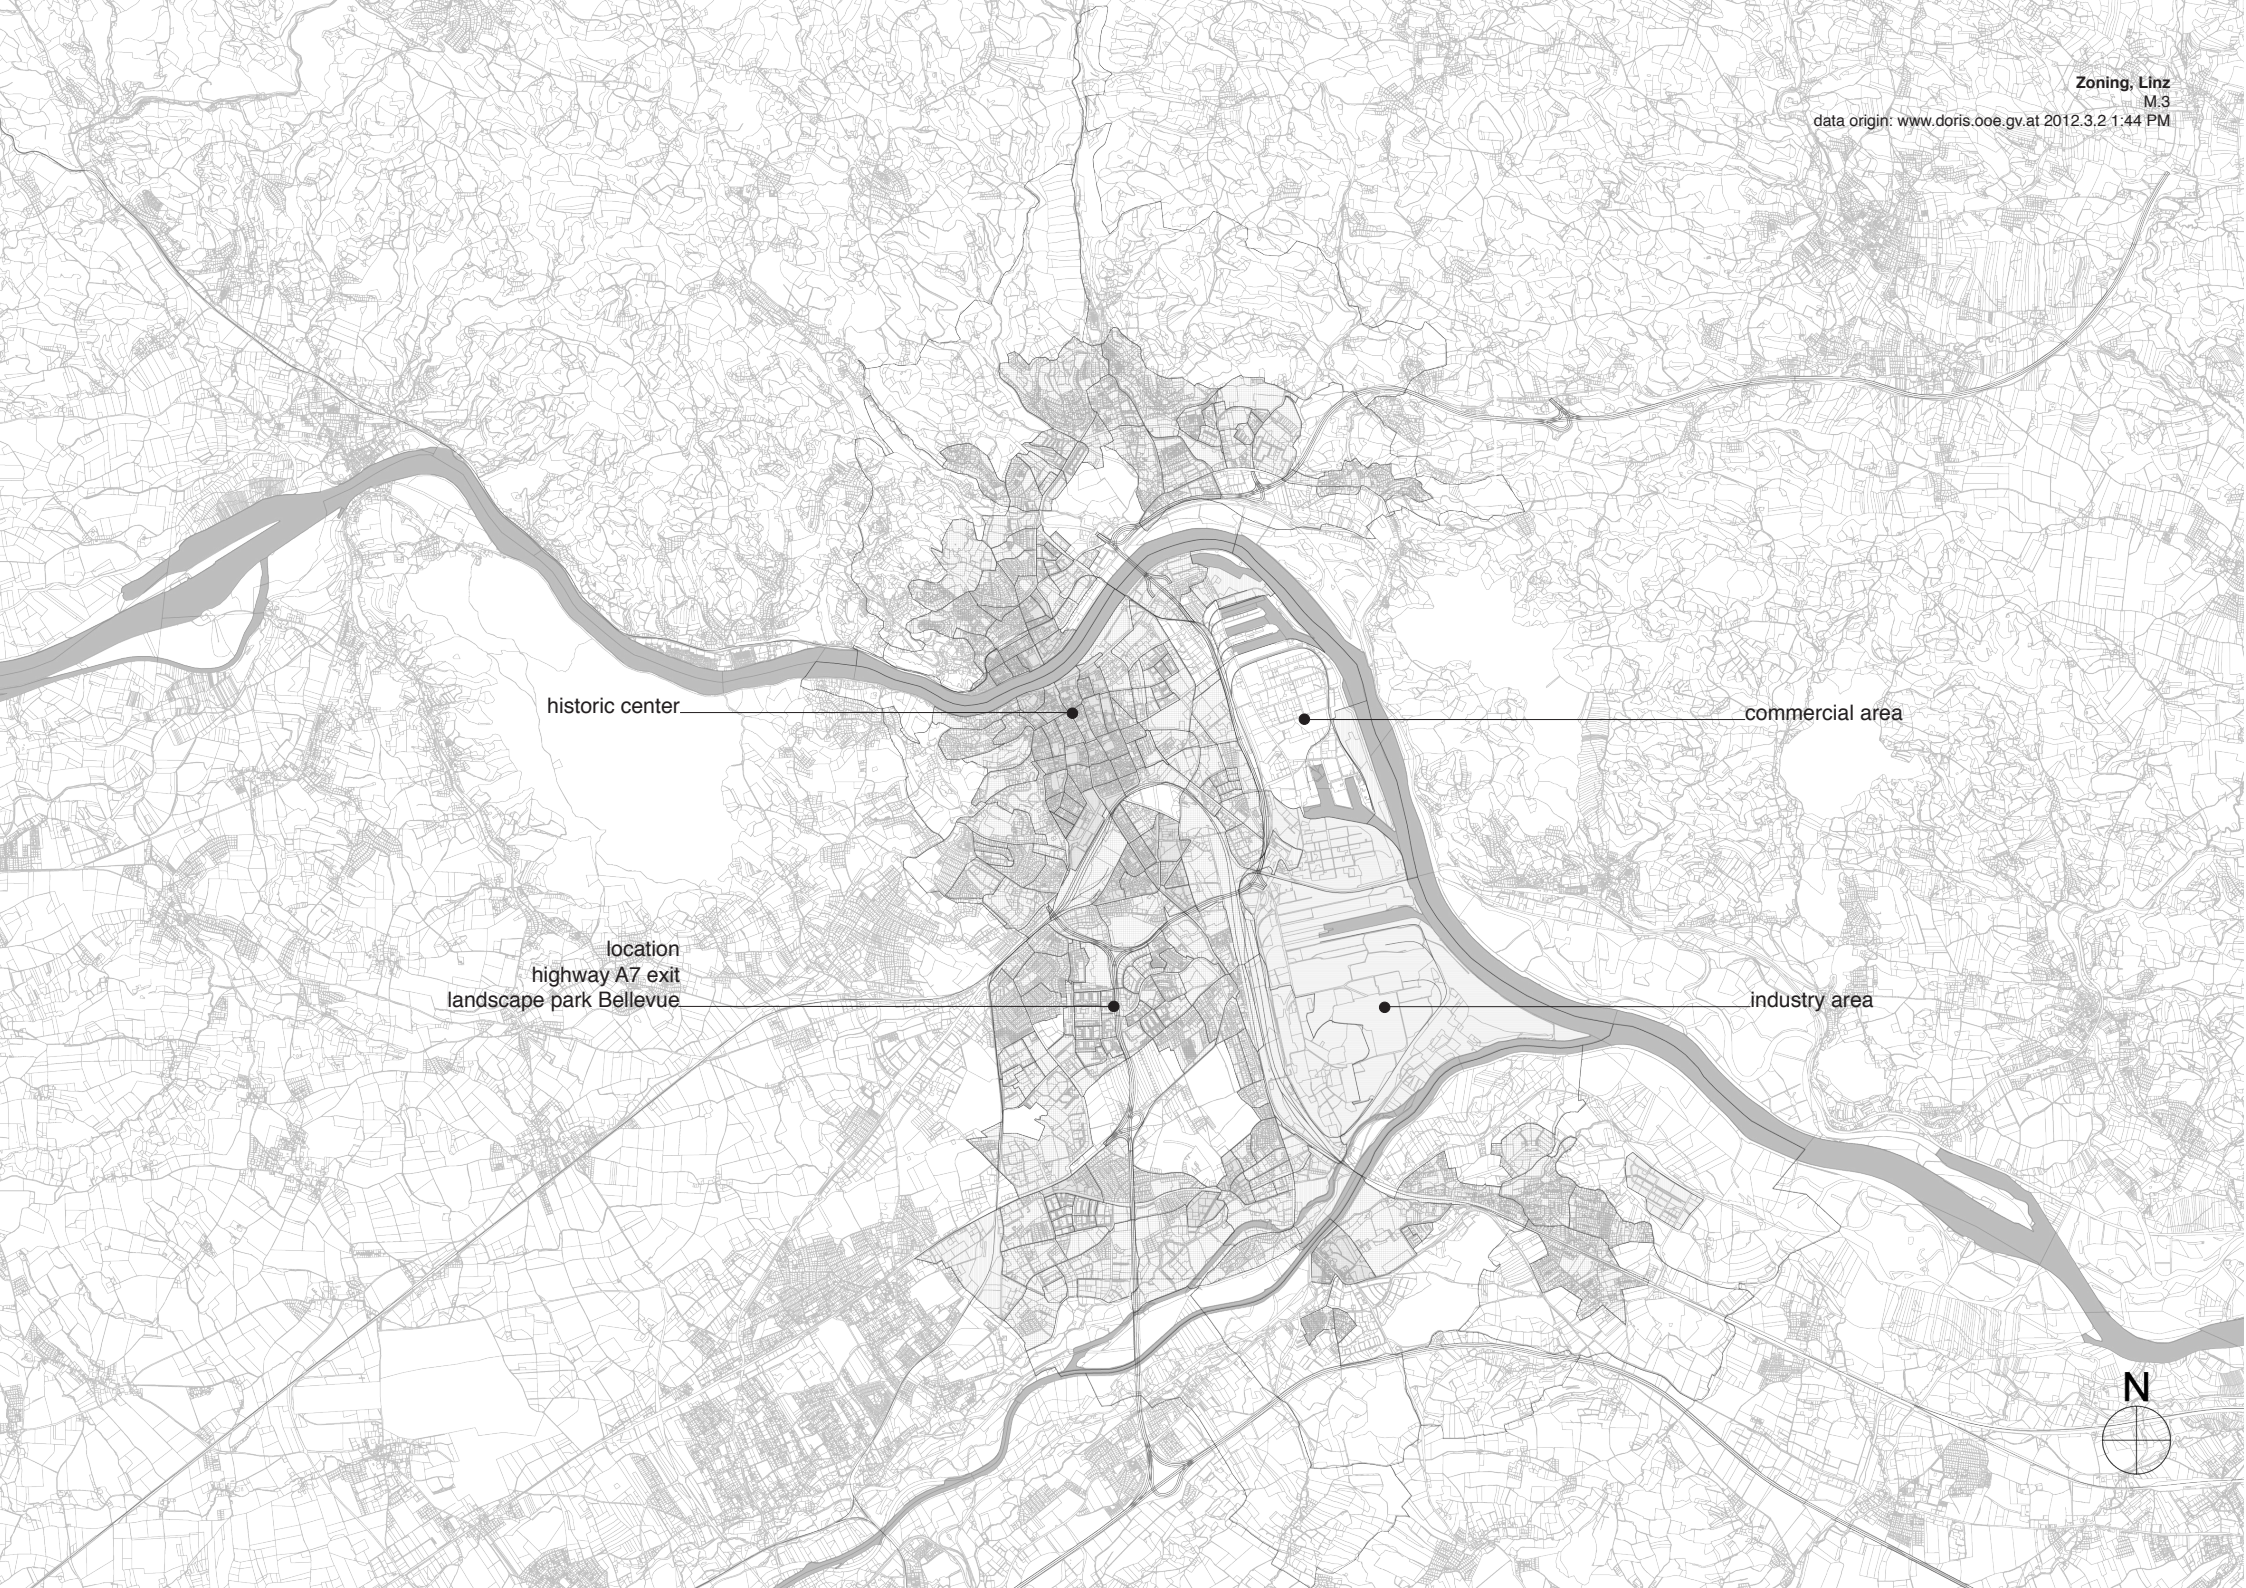 Zoning, Linz
M.3
data origin: www.doris.ooe.gv.at 2012.3.2 1:44 PM
historic center
commercial area
location
highway A7 exit
landscape park Bellevue
industry area
N